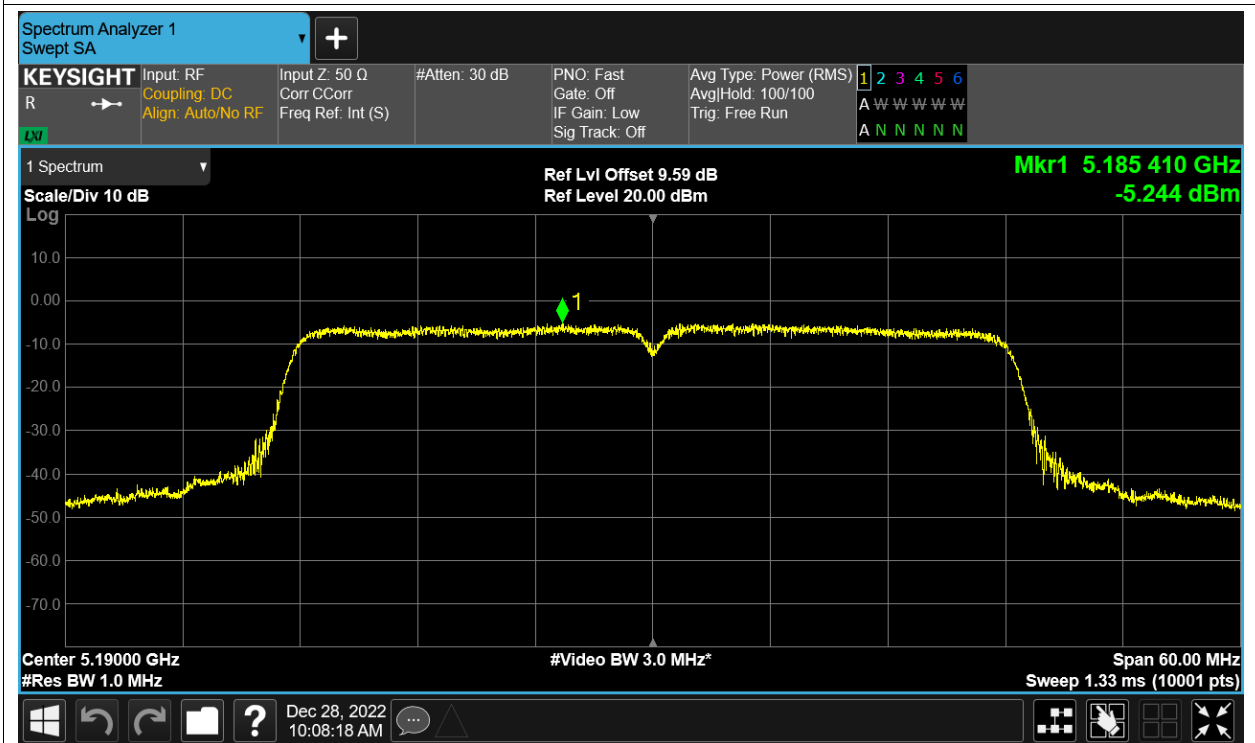 Spectrum Analyzer 1
Swept SA
KEYSIGHT
R
LXI
Input: RF
Coupling: DC
Align: Auto/No RF
Input Z: 50 Ω
Corr CCorr
Freq Ref: Int (S)
#Atten: 30 dB
PNO: Fast
Gate: Off
IF Gain: Low
Sig Track: Off
Avg Type: Power (RMS)
Avg|Hold: 100/100
Trig: Free Run
1 2 3 4 5 6
A W W W W W
A N N N N N
1 Spectrum
Scale/Div 10 dB
Log
Ref Lvl Offset 9.59 dB
Ref Level 20.00 dBm
Mkr1 5.185 410 GHz
-5.244 dBm
10.0
0.00
-10.0
-20.0
-30.0
-40.0
-50.0
-60.0
-70.0
1
Center 5.19000 GHz
#Res BW 1.0 MHz
#Video BW 3.0 MHz*
Span 60.00 MHz
Sweep 1.33 ms (10001 pts)
?
Dec 28, 2022
10:08:18 AM